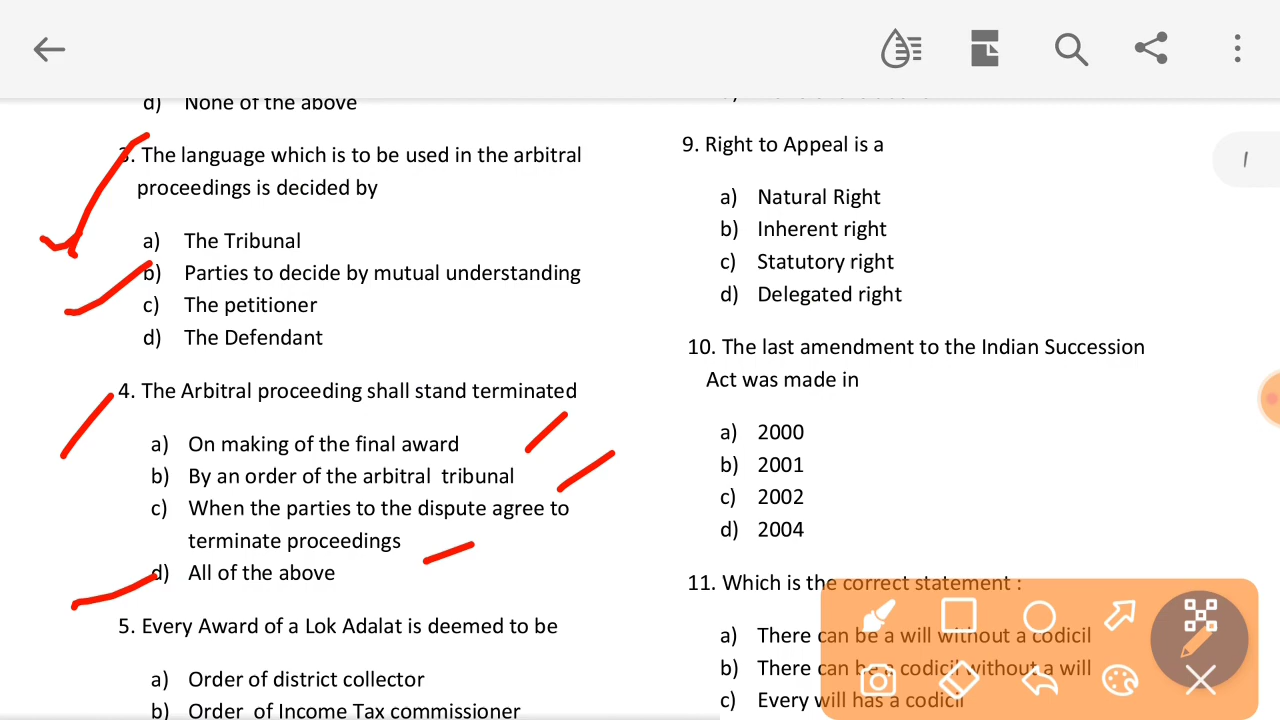 d) None of the above
3. The language which is to be used in the arbitral
proceedings is decided by
a) The Tribunal
b) Parties to decide by mutual understanding
c) The petitioner
d) The Defendant
4. The Arbitral proceeding shall stand terminated
a) On making of the final award
b) By an order of the arbitral tribunal
c) When the parties to the dispute agree to
terminate proceedings
d) All of the above
5. Every Award of a Lok Adalat is deemed to be
a) Order of district collector
b) Order of Income Tax commissioner
9. Right to Appeal is a
a) Natural Right
b) Inherent right
c) Statutory right
d) Delegated right
10. The last amendment to the Indian Succession
Act was made in
a) 2000
b) 2001
c) 2002
d) 2004
11. Which is the correct statement :
a) There can be a will without a codicil
b) There can be a codicil without a will
c) Every will has a codicil